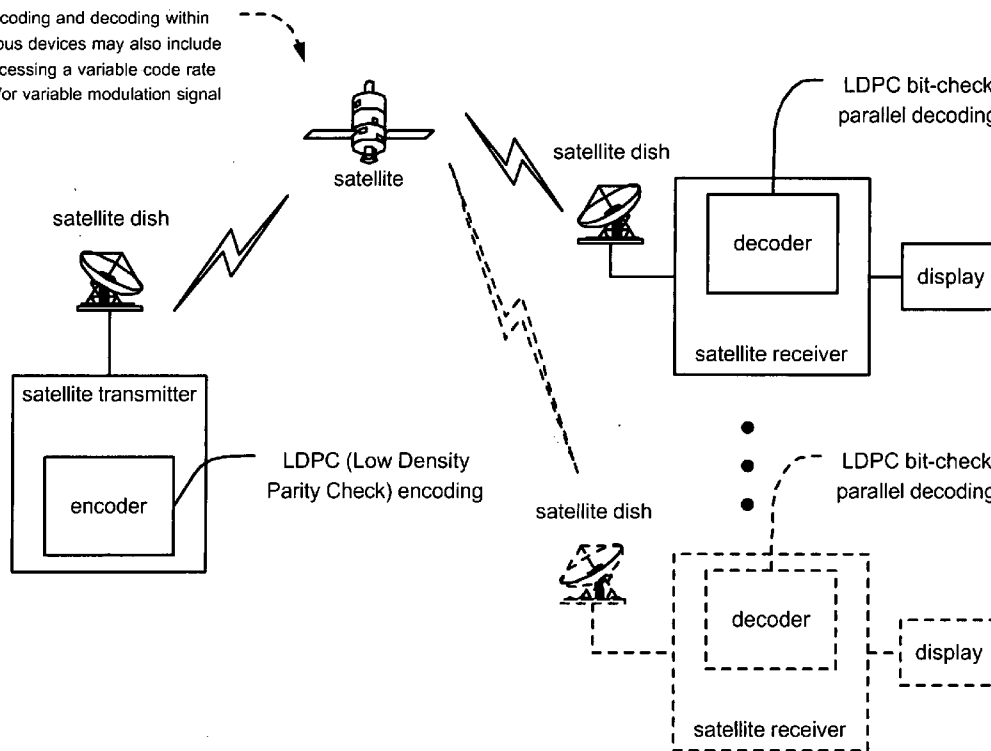 coding and decoding within
ous devices may also include
cessing a variable code rate
/or variable modulation signal
satellite
satellite dish
satellite transmitter
encoder
LDPC (Low Density
Parity Check) encoding
satellite dish
LDPC bit-check
parallel decoding
decoder
satellite receiver
display
satellite dish
LDPC bit-check
parallel decoding
decoder
satellite receiver
display